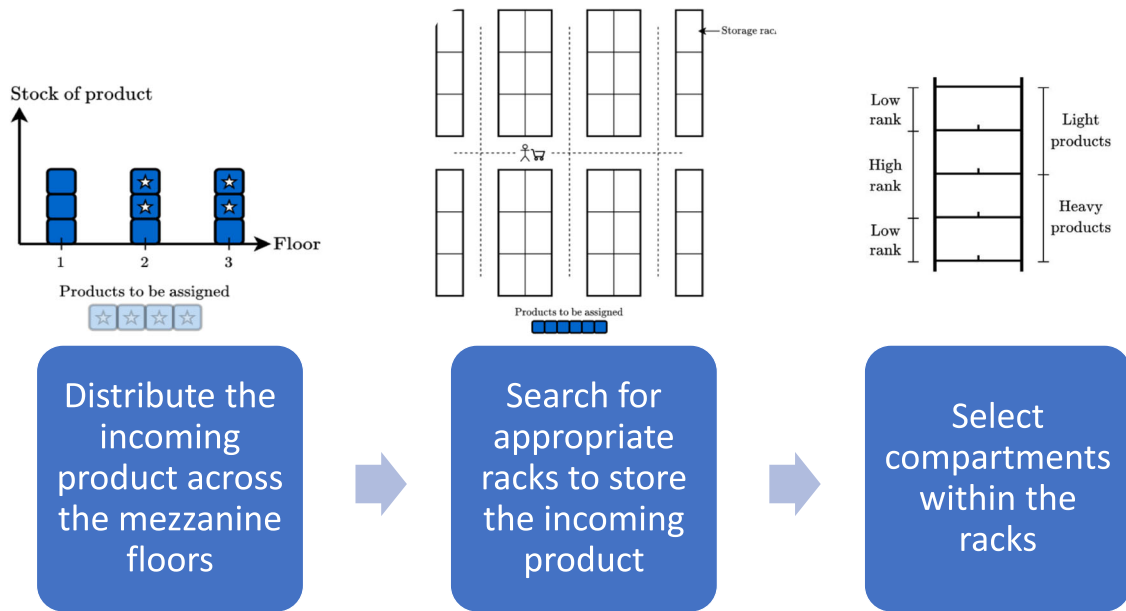 Stock of product
Floor
1 2 3
Products to be assigned
Storage rac
Products to be assigned
Low
rank
High
rank
Low
rank
Light
products
Heavy
products
Distribute the
incoming
product across
the mezzanine
floors
Search for
appropriate
racks to store
the incoming
product
Select
compartments
within the
racks